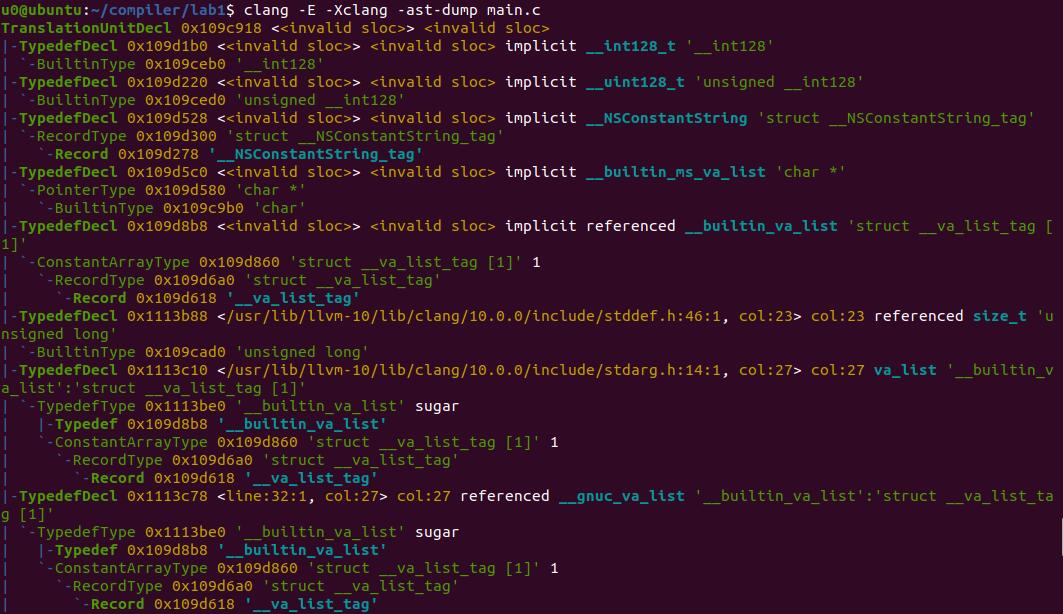 u0@ubuntu:~/compiler/lab1$ clang -E -Xclang -ast-dump main.c
TranslationUnitDecl 0x109c918 <<invalid sloc>> <invalid sloc>
|-TypedefDecl 0x109d1b0 <<invalid sloc>> <invalid sloc> implicit __int128_t '__int128'
| `-BuiltinType 0x109ceb0 '__int128'
|-TypedefDecl 0x109d220 <<invalid sloc>> <invalid sloc> implicit __uint128_t 'unsigned __int128'
| `-BuiltinType 0x109ced0 'unsigned __int128'
|-TypedefDecl 0x109d528 <<invalid sloc>> <invalid sloc> implicit __NSConstantString 'struct __NSConstantString_tag'
| `-RecordType 0x109d300 'struct __NSConstantString_tag'
|   `-Record 0x109d278 '__NSConstantString_tag'
|-TypedefDecl 0x109d5c0 <<invalid sloc>> <invalid sloc> implicit __builtin_ms_va_list 'char *'
| `-PointerType 0x109d580 'char *'
|   `-BuiltinType 0x109c9b0 'char'
|-TypedefDecl 0x109d8b8 <<invalid sloc>> <invalid sloc> implicit referenced __builtin_va_list 'struct __va_list_tag [
1]'
| `-ConstantArrayType 0x109d860 'struct __va_list_tag [1]' 1
|   `-RecordType 0x109d6a0 'struct __va_list_tag'
|     `-Record 0x109d618 '__va_list_tag'
|-TypedefDecl 0x1113b88 </usr/lib/llvm-10/lib/clang/10.0.0/include/stddef.h:46:1, col:23> col:23 referenced size_t 'u
nsigned long'
| `-BuiltinType 0x109cad0 'unsigned long'
|-TypedefDecl 0x1113c10 </usr/lib/llvm-10/lib/clang/10.0.0/include/stdarg.h:14:1, col:27> col:27 va_list '__builtin_v
a_list':'struct __va_list_tag [1]'
| `-TypedefType 0x1113be0 '__builtin_va_list' sugar
|   |-Typedef 0x109d8b8 '__builtin_va_list'
|   `-ConstantArrayType 0x109d860 'struct __va_list_tag [1]' 1
|     `-RecordType 0x109d6a0 'struct __va_list_tag'
|       `-Record 0x109d618 '__va_list_tag'
|-TypedefDecl 0x1113c78 <line:32:1, col:27> col:27 referenced __gnuc_va_list '__builtin_va_list':'struct __va_list_ta
g [1]'
| `-TypedefType 0x1113be0 '__builtin_va_list' sugar
|   |-Typedef 0x109d8b8 '__builtin_va_list'
|   `-ConstantArrayType 0x109d860 'struct __va_list_tag [1]' 1
|     `-RecordType 0x109d6a0 'struct __va_list_tag'
|       `-Record 0x109d618 '__va_list_tag'